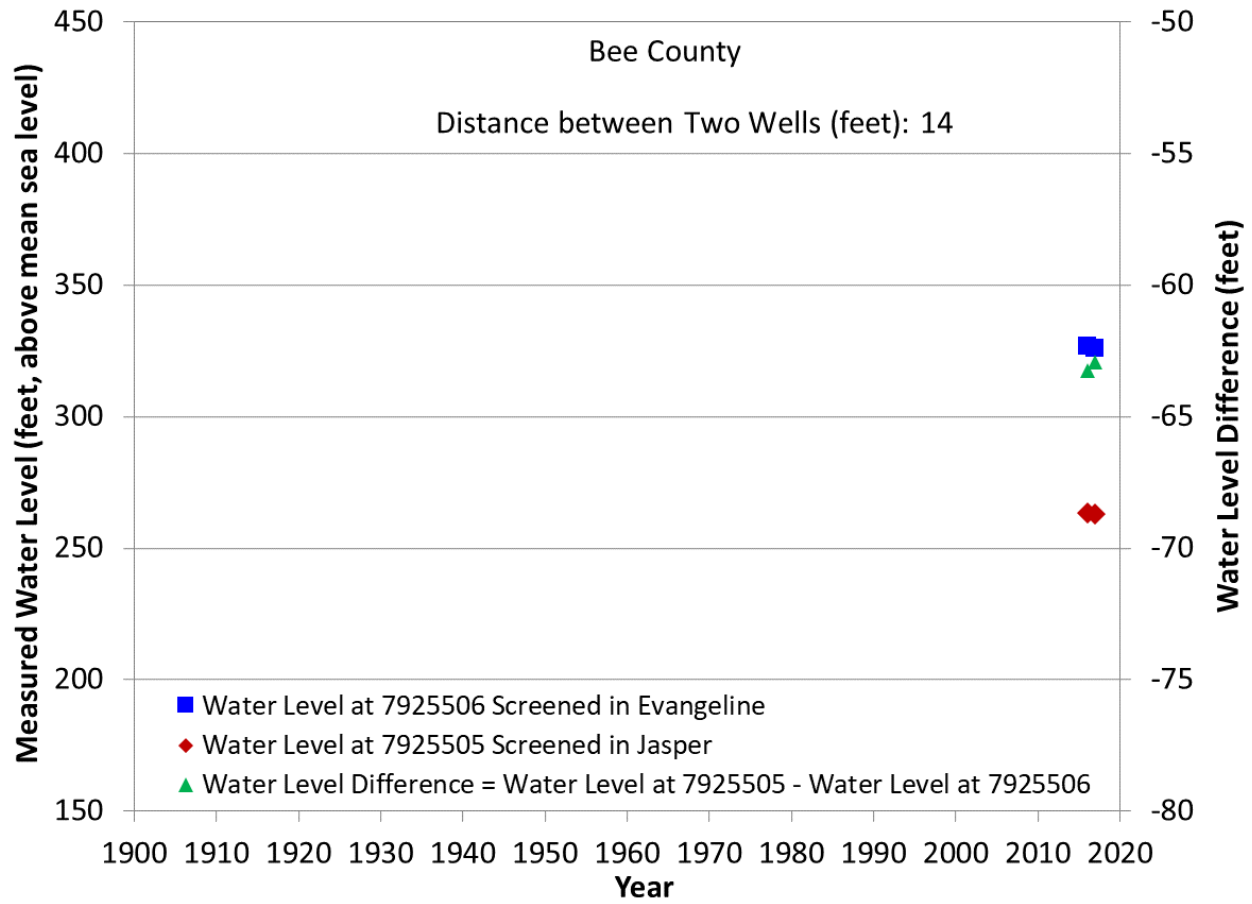 Bee County
Distance between Two Wells (feet): 14
Measured Water Level (feet, above mean sea level)
450
400
350
300
250
200
150
Water Level Difference (feet)
-50
-55
-60
-65
-70
-75
-80
Water Level at 7925506 Screened in Evangeline
Water Level at 7925505 Screened in Jasper
Water Level Difference = Water Level at 7925505 - Water Level at 7925506
1900 1910 1920 1930 1940 1950 1960 1970 1980 1990 2000 2010 2020
Year